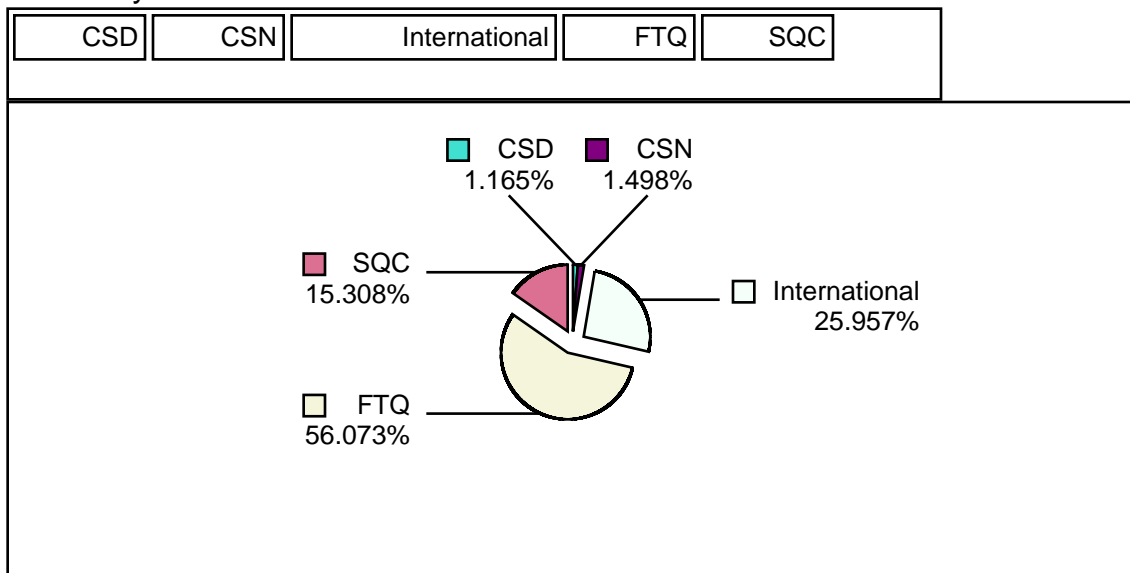 CSD CSN International FTQ SQC
CSD CSN
1.165% 1.498%
SQC
15.308%
International
25.957%
FTQ
56.073%